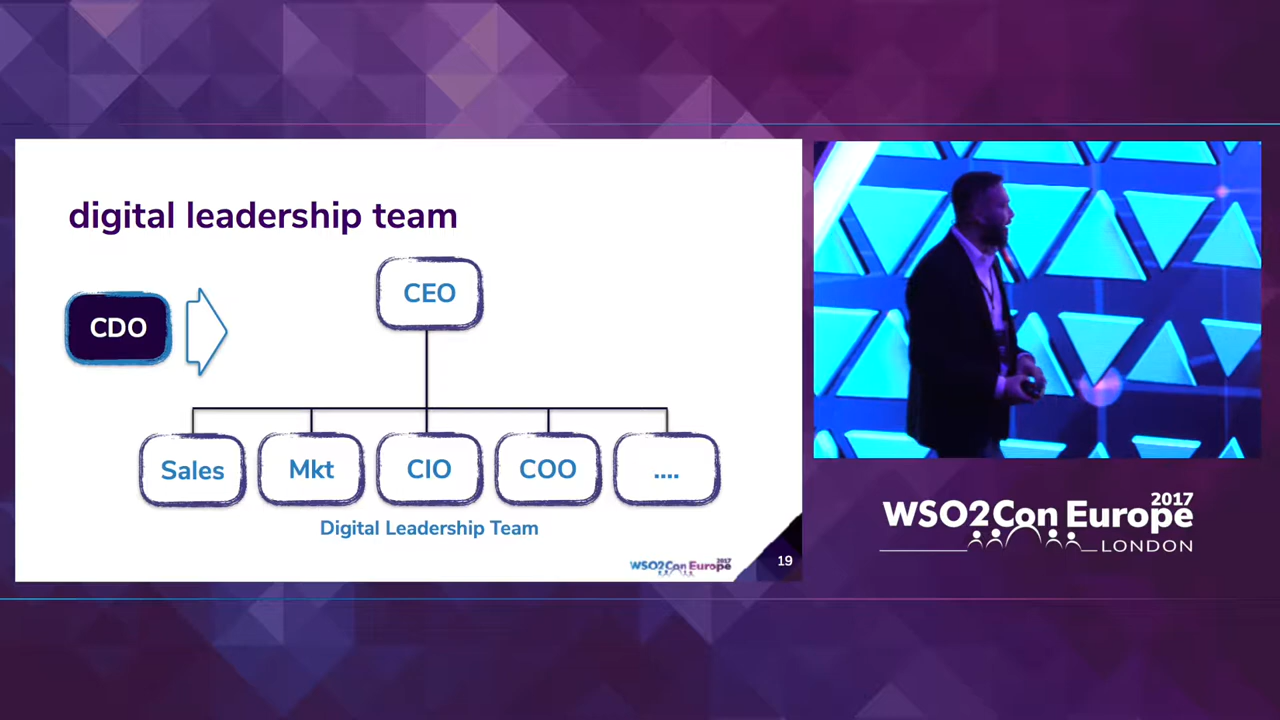 digital leadership team
CEO
CDO
Sales
Mkt
CIO
COO
....
Digital Leadership Team
WSO2Con Europe 2017
19
WSO2Con Europe 2017
LONDON